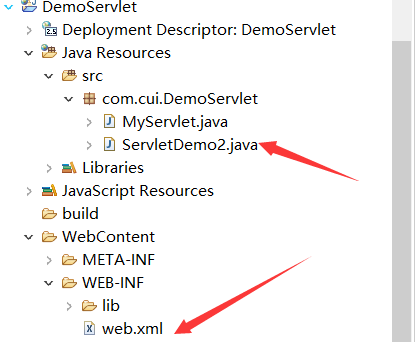 DemoServlet
Deployment Descriptor: DemoServlet
Java Resources
src
com.cui.DemoServlet
MyServlet.java
ServletDemo2.java
Libraries
JavaScript Resources
build
WebContent
META-INF
WEB-INF
lib
web.xml